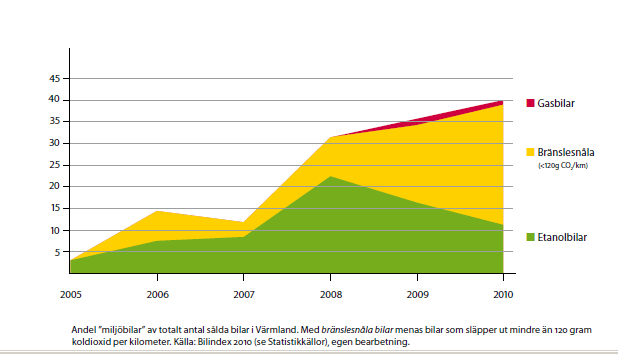 45
40
35
30
25
20
15
10
5
2005 2006 2007 2008 2009 2010
Gasbilar
Bränslesnåla
(<120g CO₂/km)
Etanolbilar
Andel ”miljöbilar” av totalt antal sålda bilar i Värmland. Med bränslesnåla bilar menas bilar som släpper ut mindre än 120 gram
koldioxid per kilometer. Källa: Bilindex 2010 (se Statistikkällor), egen bearbetning.